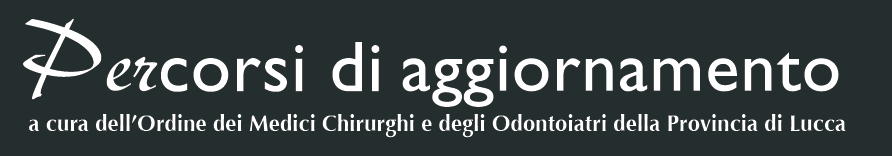 Percorsi di aggiornamento
a cura dell'Ordine dei Medici Chirurghi e degli Odontoiatri della Provincia di Lucca